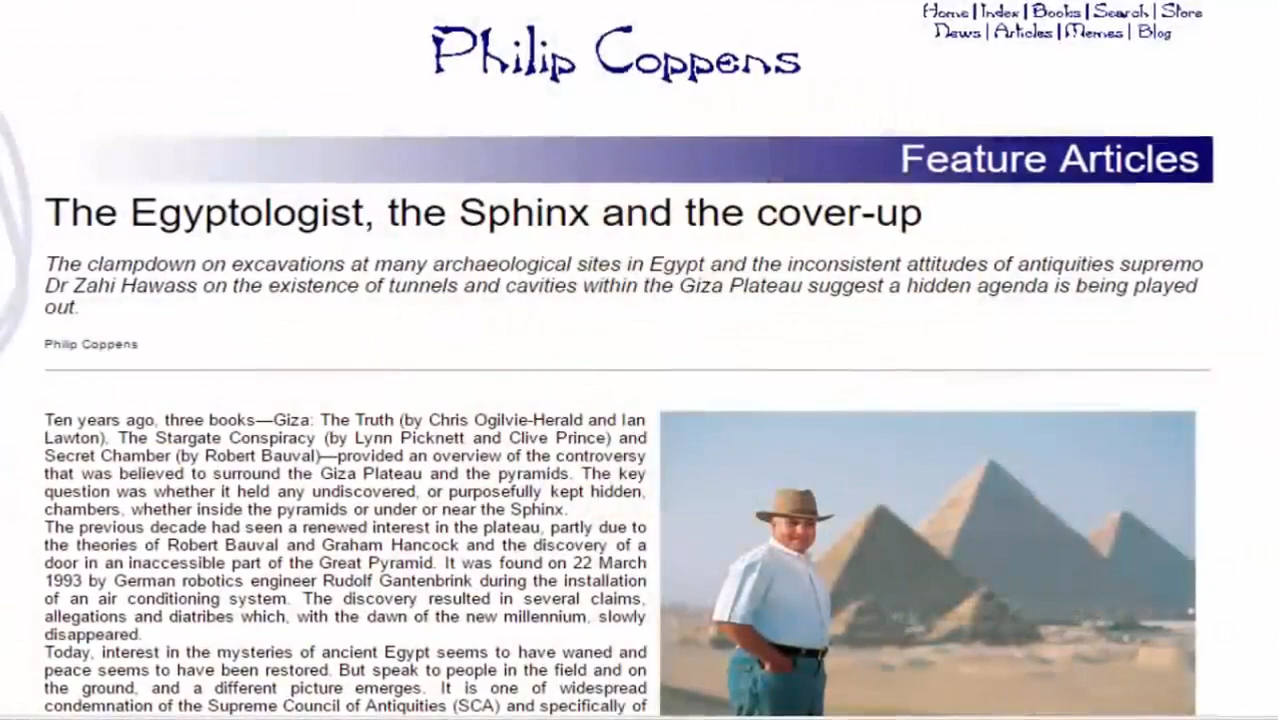 Home | Index | Books | Search | Store
News | Articles | Memes | Blog
Philip Coppens
Feature Articles
The Egyptologist, the Sphinx and the cover-up
The clampdown on excavations at many archaeological sites in Egypt and the inconsistent attitudes of antiquities supremo
Dr Zahi Hawass on the existence of tunnels and cavities within the Giza Plateau suggest a hidden agenda is being played
out.
Philip Coppens
Ten years ago, three books—Giza: The Truth (by Chris Ogilvie-Herald and Ian
Lawton), The Stargate Conspiracy (by Lynn Picknett and Clive Prince) and
Secret Chamber (by Robert Bauval)—provided an overview of the controversy
that was believed to surround the Giza Plateau and the pyramids. The key
question was whether it held any undiscovered, or purposefully kept hidden,
chambers, whether inside the pyramids or under or near the Sphinx.
The previous decade had seen a renewed interest in the plateau, partly due to
the theories of Robert Bauval and Graham Hancock and the discovery of a
door in an inaccessible part of the Great Pyramid. It was found on 22 March
1993 by German robotics engineer Rudolf Gantenbrink during the installation
of an air conditioning system. The discovery resulted in several claims,
allegations and diatribes which, with the dawn of the new millennium, slowly
disappeared.
Today, interest in the mysteries of ancient Egypt seems to have waned and
peace seems to have been restored. But speak to people in the field and on
the ground, and a different picture emerges. It is one of widespread
condemnation of the Supreme Council of Antiquities (SCA) and specifically of